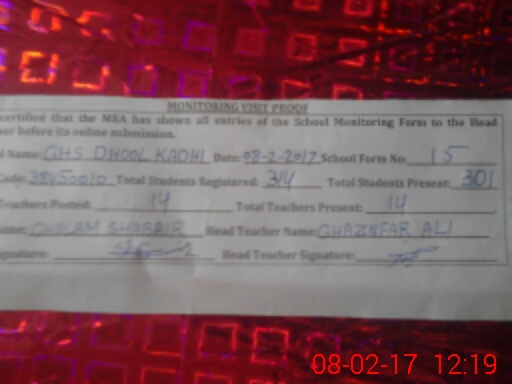 MONITORING VISIT PROOF
certified that the MEA has shown all entries of the School Monitoring Form to the Head
before its online submission.
Name: GHS DHOOL KADHI Date: 08-2-2017 School Form No: 15
Code: 38450010 Total Students Registered: 314 Total Students Present: 301
Teachers Posted: 14 Total Teachers Present: 14
GHULAM SHABBIR Head Teacher Name: GHAZNFAR ALI
Head Teacher Signature:
08-02-17 12:19